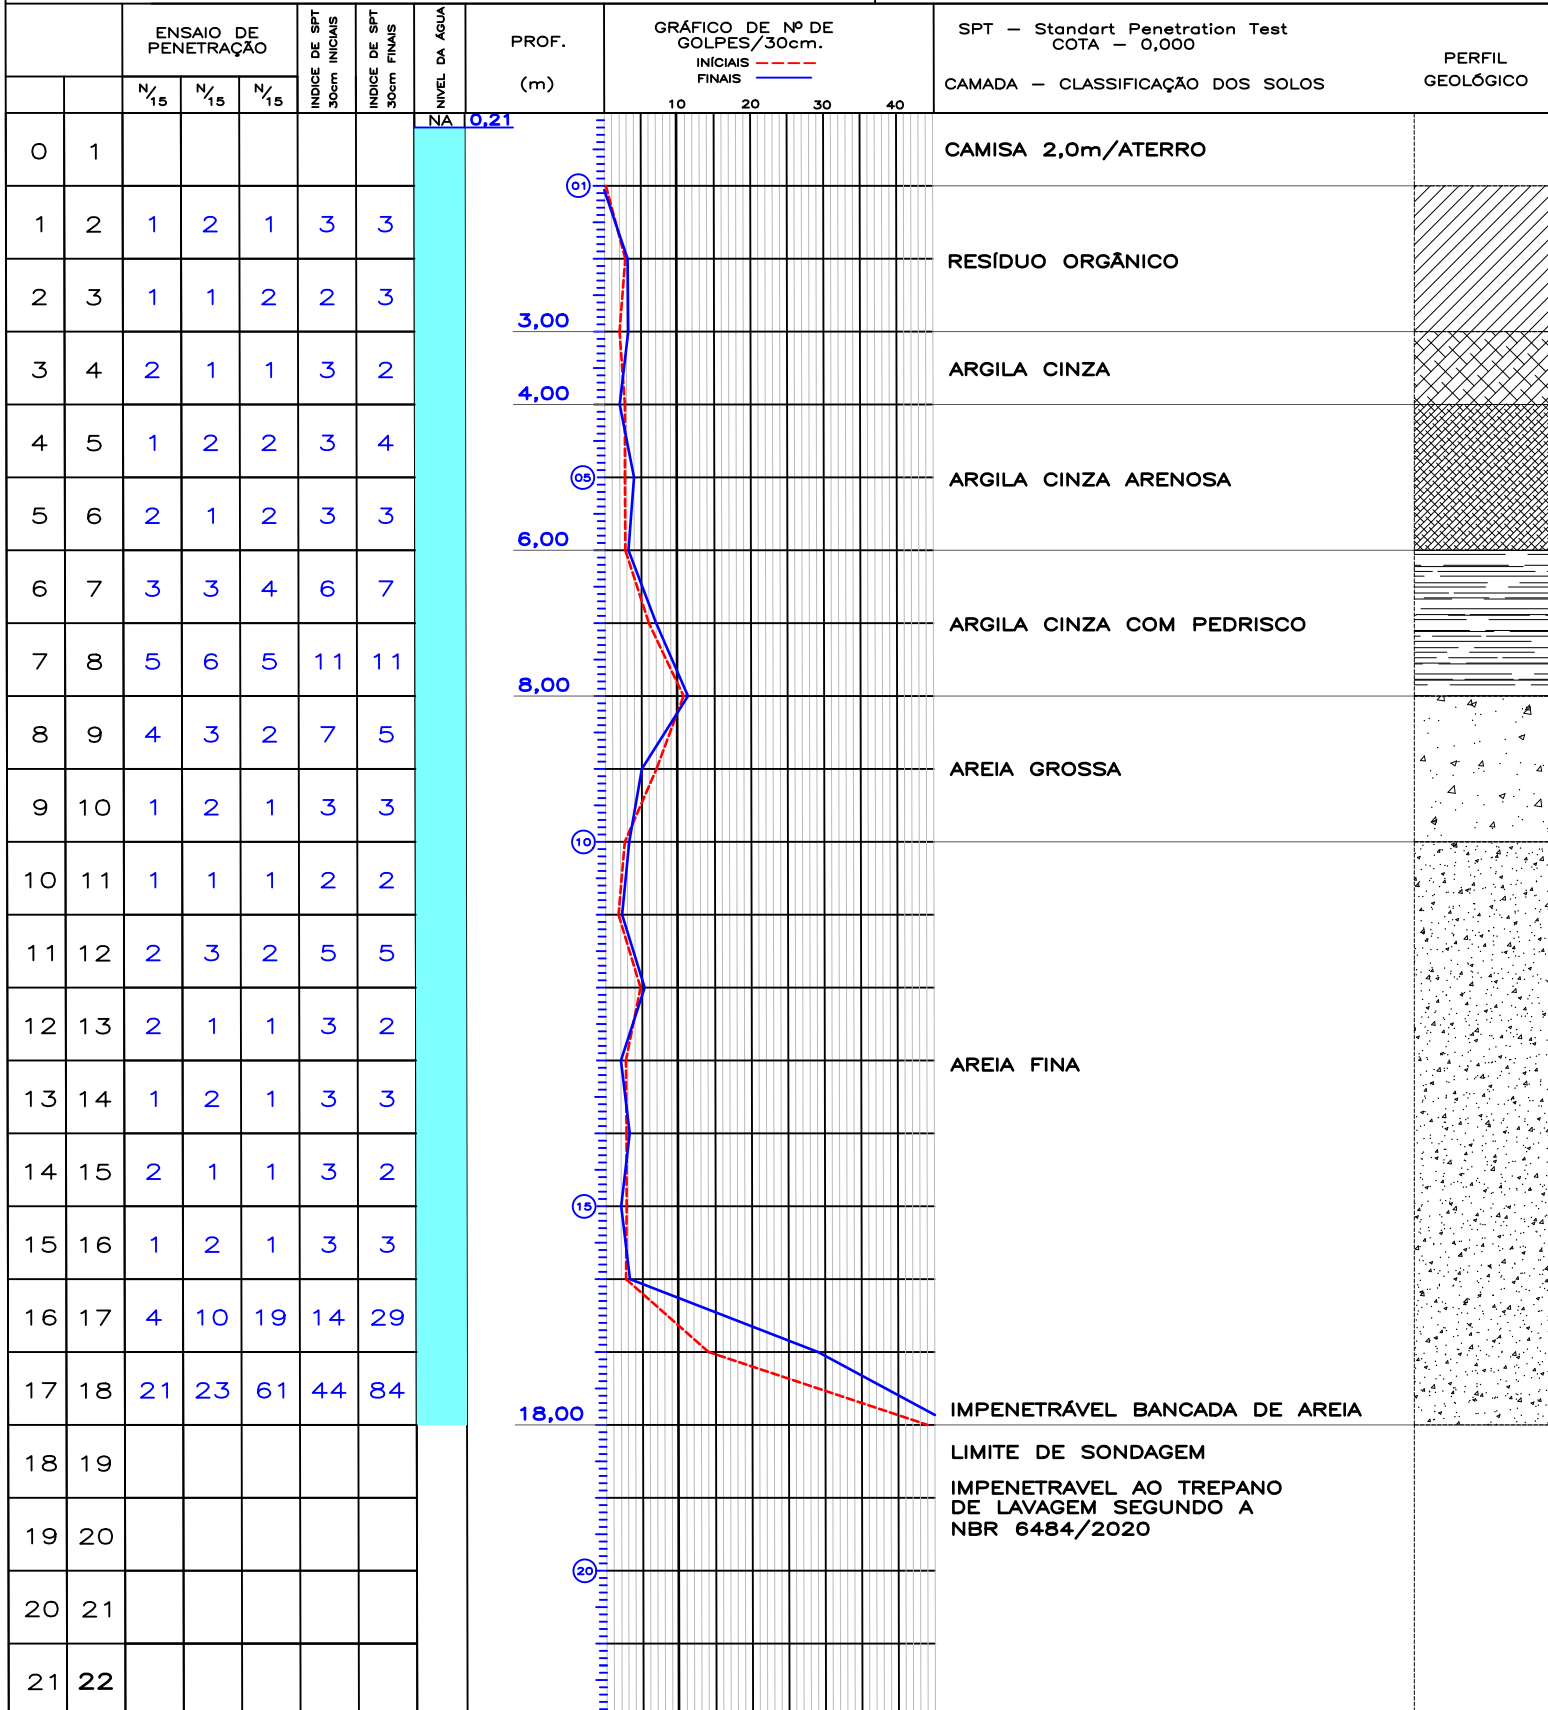 ENSAIO DE
PENETRAÇÃO
N/15 N/15 N/15
INDICE DE SPT
30cm INICIAIS
INDICE DE SPT
30cm FINAIS
NIVEL DA ÁGUA
PROF.
(m)
GRÁFICO DE Nº DE
GOLPES/30cm.
INÍCIAIS
FINAIS
10 20 30 40
SPT – Standart Penetration Test
COTA – 0,000
CAMADA – CLASSIFICAÇÃO DOS SOLOS
PERFIL
GEOLÓGICO
NA 0,21
0 1 CAMISA 2,0m/ATERRO
01
1 2 1 2 1 3 3
RESÍDUO ORGÂNICO
2 3 1 1 2 2 3
3,00
3 4 2 1 1 3 2 ARGILA CINZA
4,00
4 5 1 2 2 3 4
05 ARGILA CINZA ARENOSA
5 6 2 1 2 3 3
6,00
6 7 3 3 4 6 7
ARGILA CINZA COM PEDRISCO
7 8 5 6 5 11 11
8,00
8 9 4 3 2 7 5
AREIA GROSSA
9 10 1 2 1 3 3
10
10 11 1 1 1 2 2
11 12 2 3 2 5 5
12 13 2 1 1 3 2
AREIA FINA
13 14 1 2 1 3 3
14 15 2 1 1 3 2
15
15 16 1 2 1 3 3
16 17 4 10 19 14 29
17 18 21 23 61 44 84
18,00 IMPENETRÁVEL BANCADA DE AREIA
18 19 LIMITE DE SONDAGEM
IMPENETRAVEL AO TREPANO
DE LAVAGEM SEGUNDO A
NBR 6484/2020
19 20
20
20 21
21 22